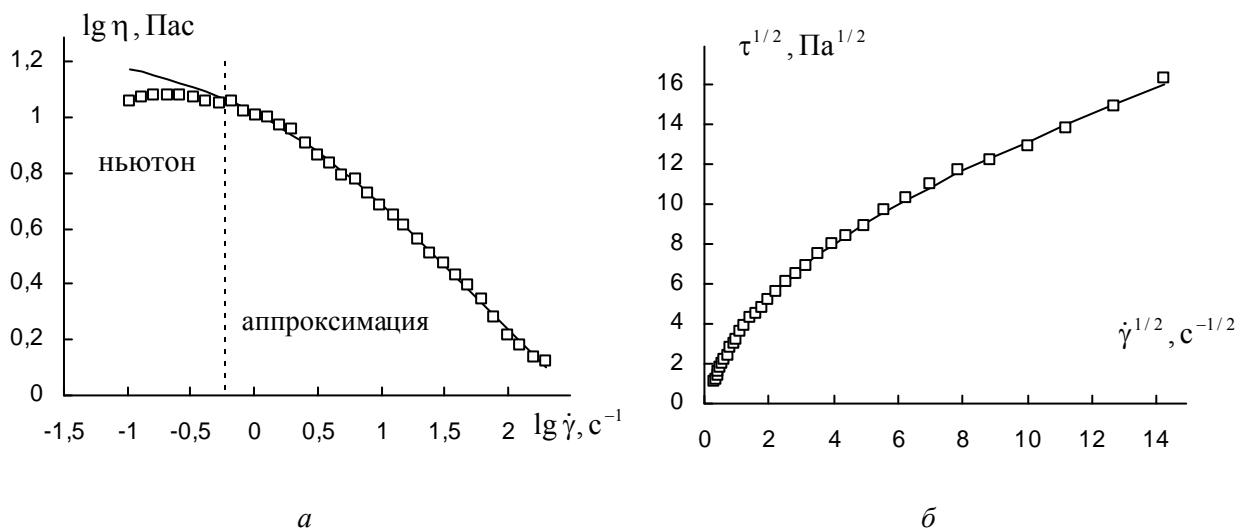 lg η, Пас
1,2
1
0,8
0,6
0,4
0,2
0
ньютон
аппроксимация
-1,5 -1 -0,5 0 0,5 1 1,5 2
lg γ̇, с⁻¹
а
τ^{1/2}, Па^{1/2}
16
14
12
10
8
6
4
2
0
γ̇^{1/2}, с^{−1/2}
0 2 4 6 8 10 12 14
б